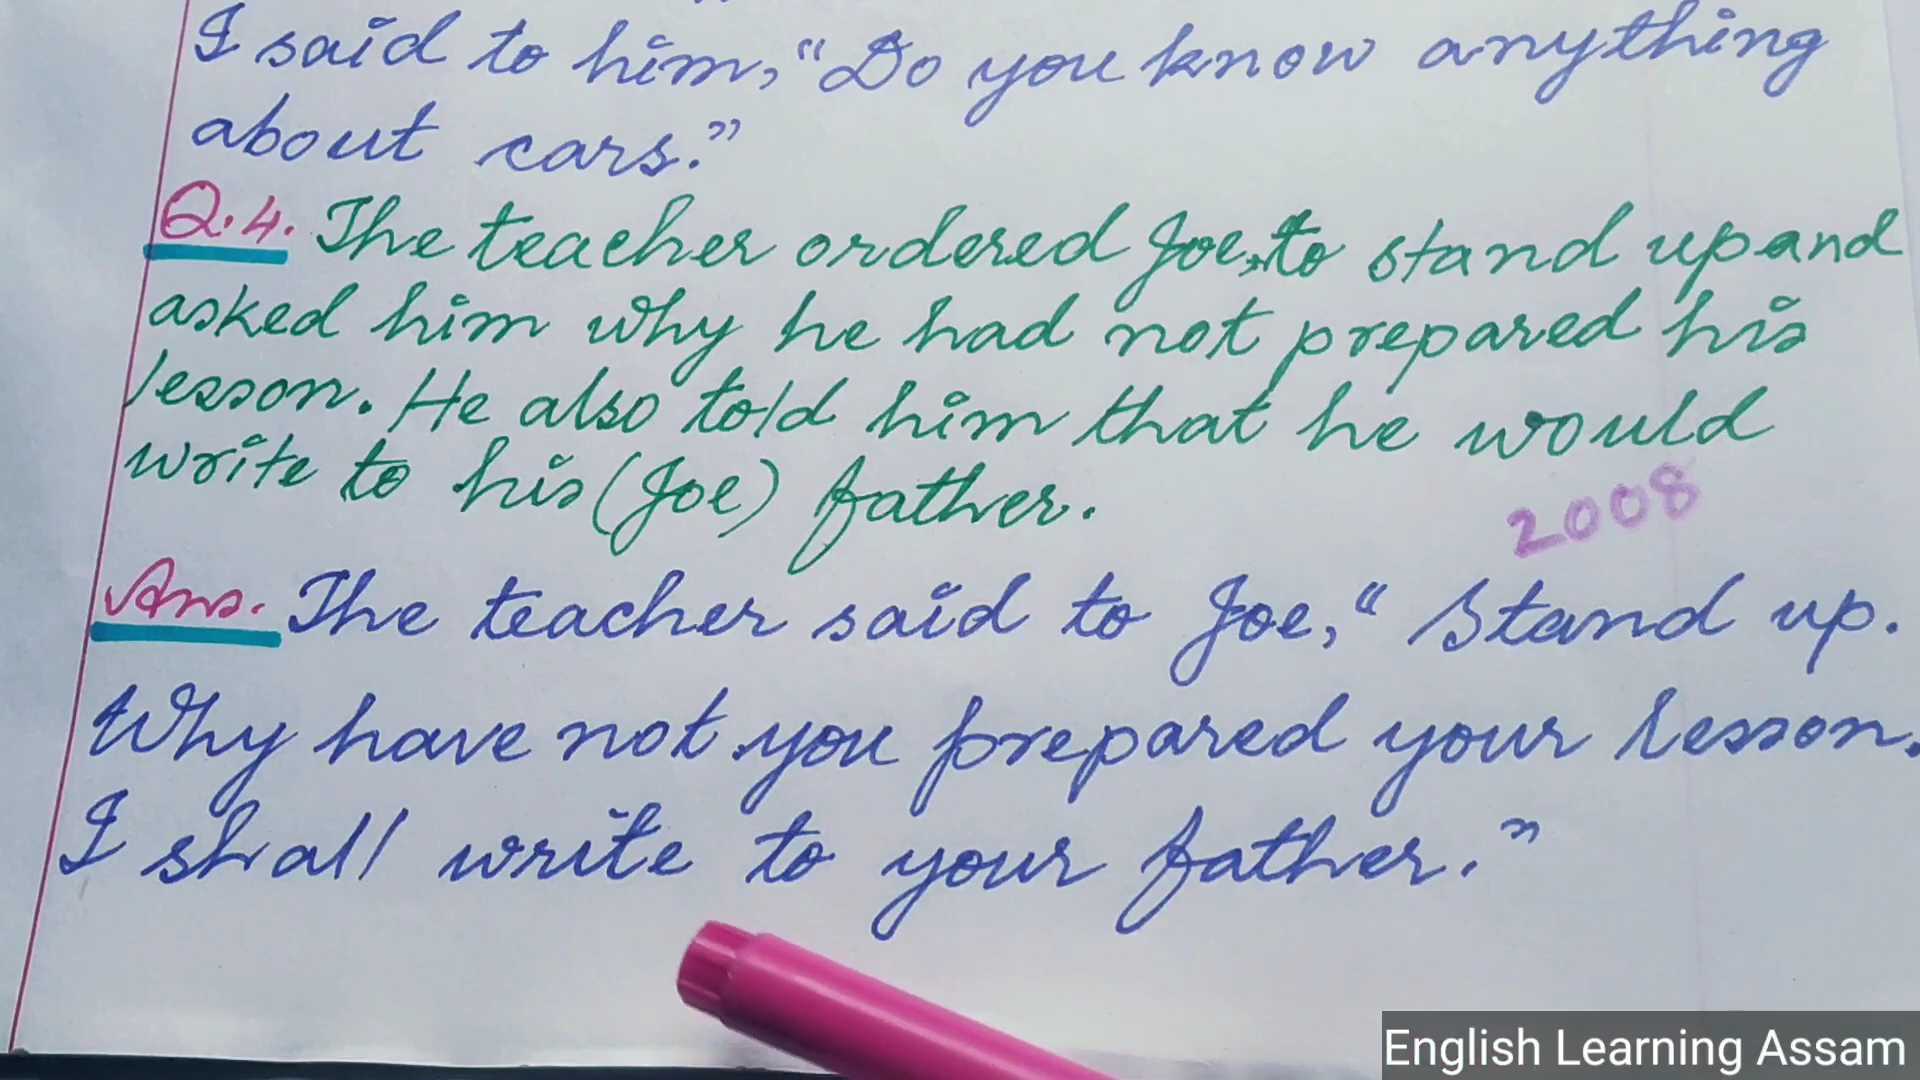 I said to him, "Do you know anything
about cars."
Q.4. The teacher ordered Joe, to stand up and
asked him why he had not prepared his
lesson. He also told him that he would
write to his (Joe) father.
2008
Ans. The teacher said to Joe, "Stand up.
Why have not you prepared your lesson.
I shall write to your father."
English Learning Assam